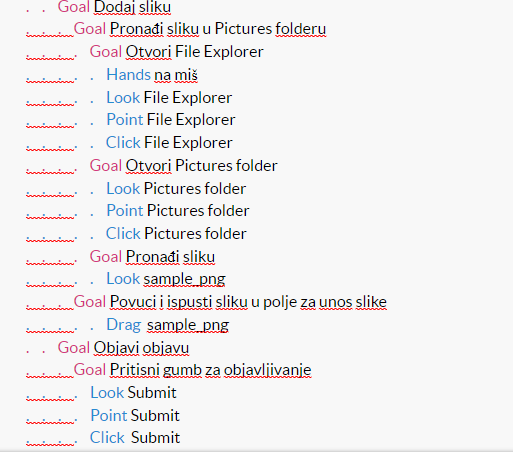 . . Goal Dodaj sliku
. . . Goal Pronađi sliku u Pictures folderu
. . . . Goal Otvori File Explorer
. . . . . Hands na miš
. . . . . Look File Explorer
. . . . . Point File Explorer
. . . . . Click File Explorer
. . . . Goal Otvori Pictures folder
. . . . . Look Pictures folder
. . . . . Point Pictures folder
. . . . . Click Pictures folder
. . . . Goal Pronađi sliku
. . . . . Look sample_png
. . . Goal Povuci i ispusti sliku u polje za unos slike
. . . . . Drag sample_png
. . Goal Objavi objavu
. . . Goal Pritisni gumb za objavljivanje
. . . . Look Submit
. . . . Point Submit
. . . . Click Submit